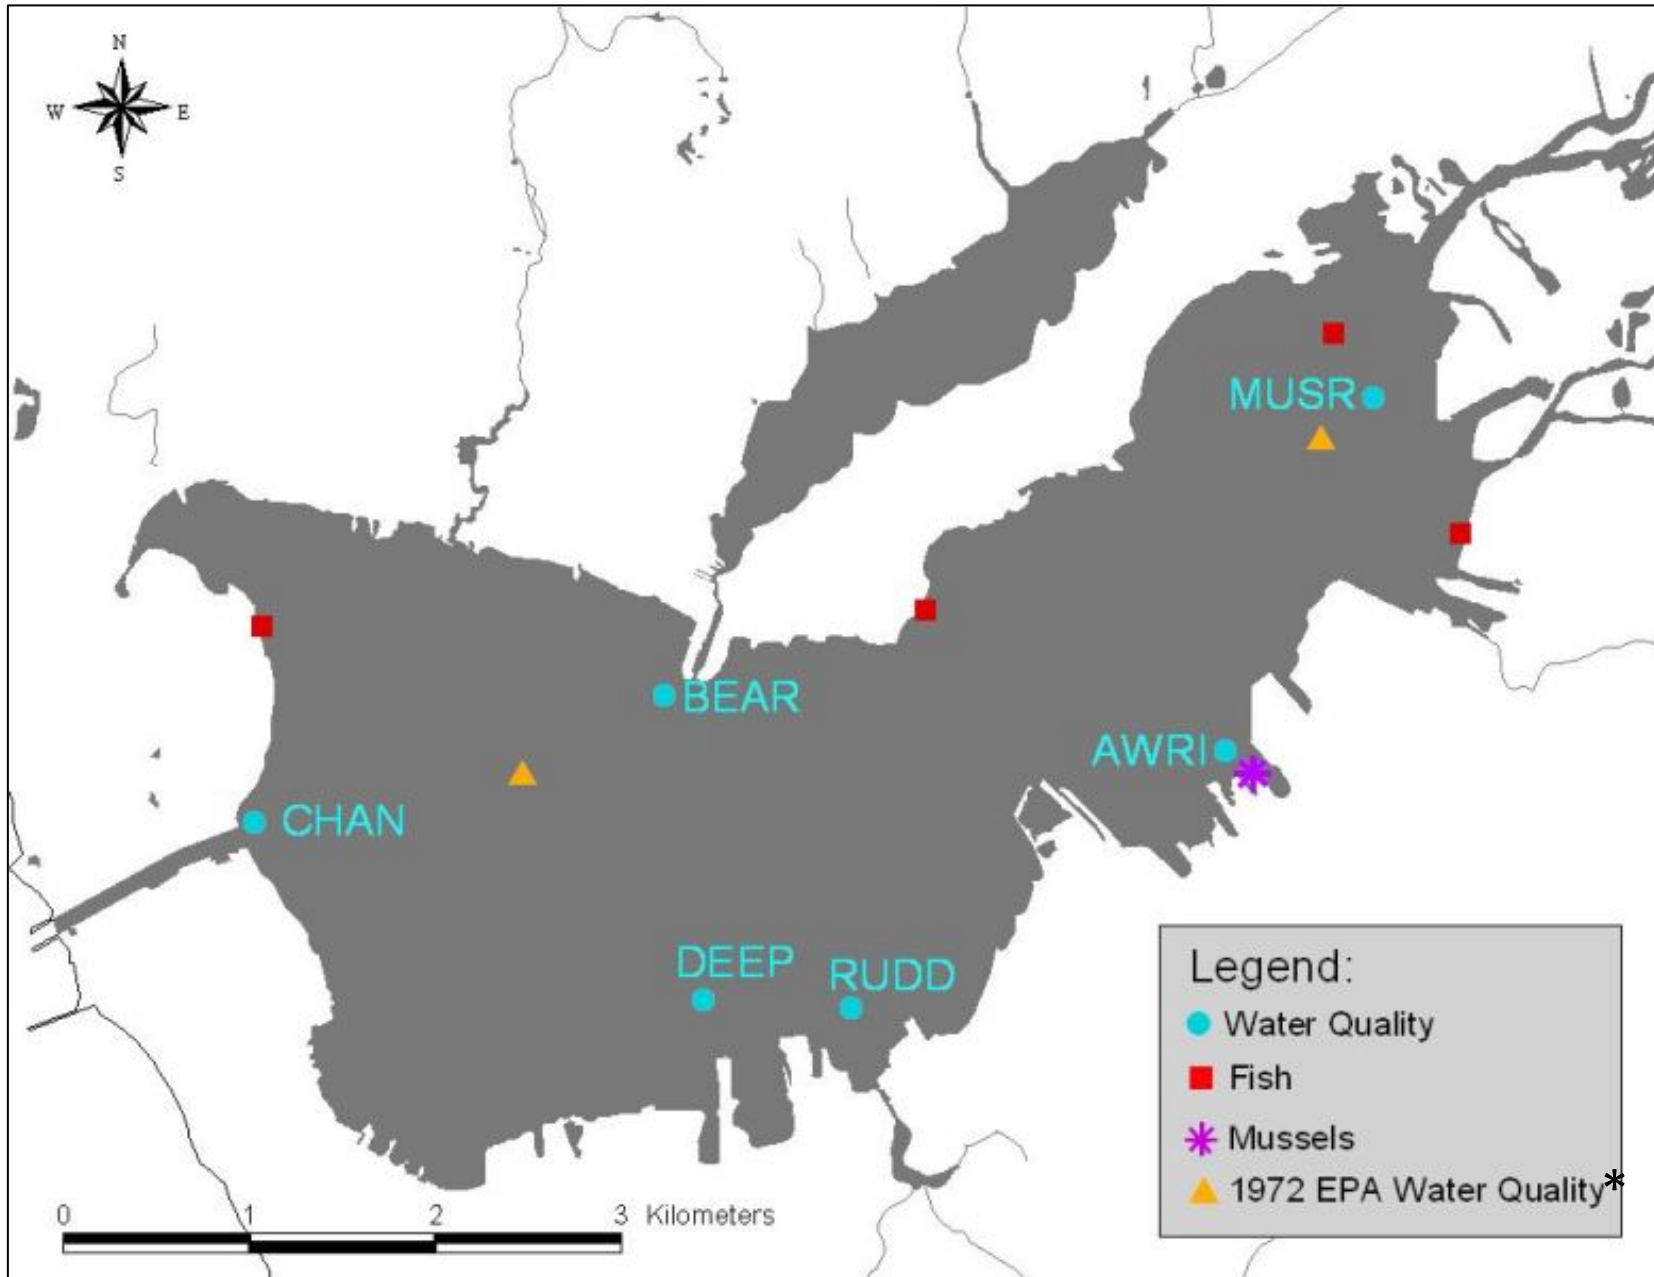 N
W E
S
MUSR
BEAR
AWRI
CHAN
DEEP
RUDD
Legend:
Water Quality
Fish
Mussels
1972 EPA Water Quality*
0 1 2 3 Kilometers